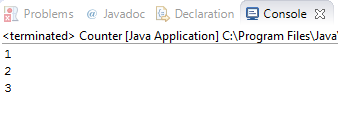 Problems @ Javadoc Declaration Console
<terminated> Counter [Java Application] C:\Program Files\Java\
1
2
3